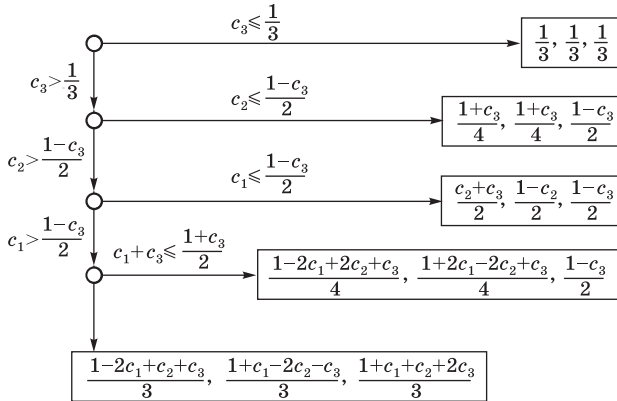 c₃ ≤ 1/3
1/3, 1/3, 1/3
c₃ > 1/3
c₂ ≤ (1−c₃)/2
(1+c₃)/4, (1+c₃)/4, (1−c₃)/2
c₂ > (1−c₃)/2
c₁ ≤ (1−c₃)/2
(c₂+c₃)/2, (1−c₂)/2, (1−c₃)/2
c₁ > (1−c₃)/2
c₁+c₃ ≤ (1+c₃)/2
(1−2c₁+2c₂+c₃)/4, (1+2c₁−2c₂+c₃)/4, (1−c₃)/2
(1−2c₁+c₂+c₃)/3, (1+c₁−2c₂−c₃)/3, (1+c₁+c₂+2c₃)/3